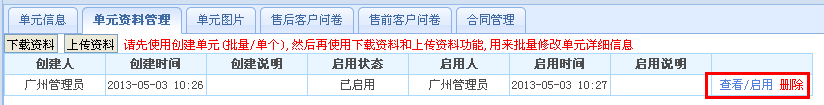 单元信息 单元资料管理 单元图片 售后客户问卷 售前客户问卷 合同管理
下载资料 上传资料 请先使用创建单元(批量/单个),然后再使用下载资料和上传资料功能,用来批量修改单元详细信息
创建人 创建时间 创建说明 启用状态 启用人 启用时间 启用说明
广州管理员 2013-05-03 10:26 已启用 广州管理员 2013-05-03 10:27 查看/启用 删除